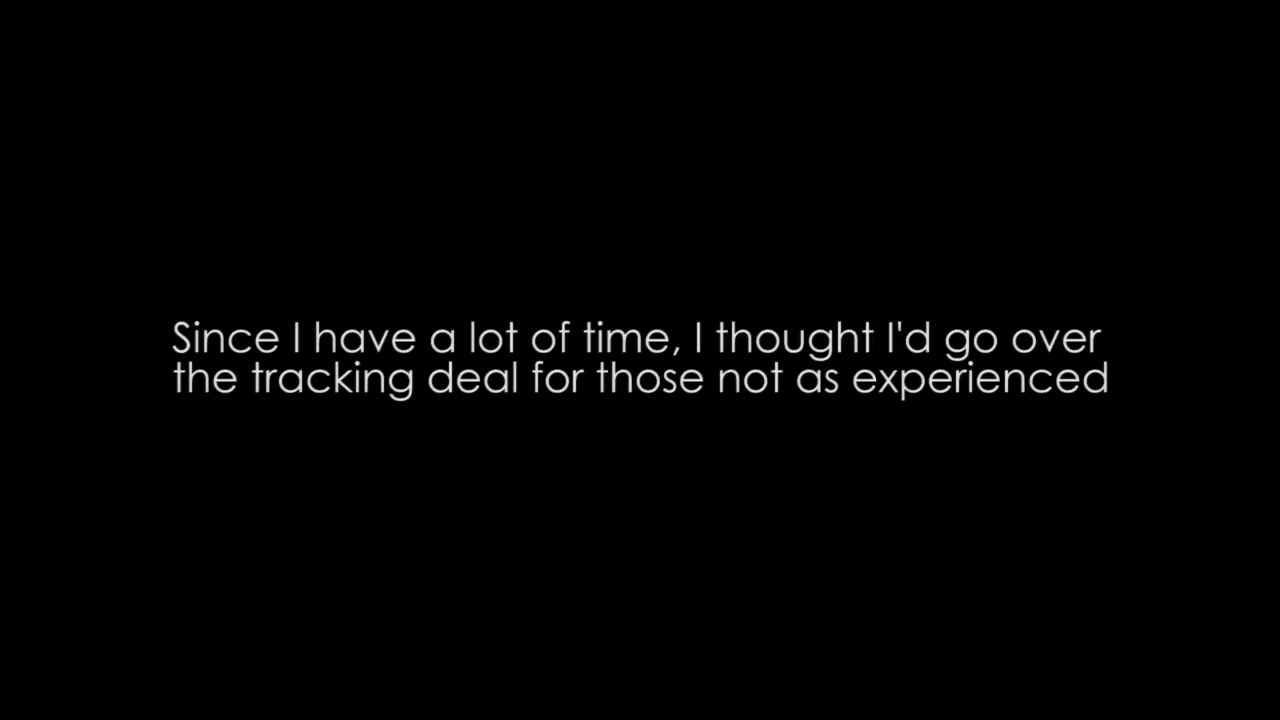 Since I have a lot of time, I thought I'd go over
the tracking deal for those not as experienced